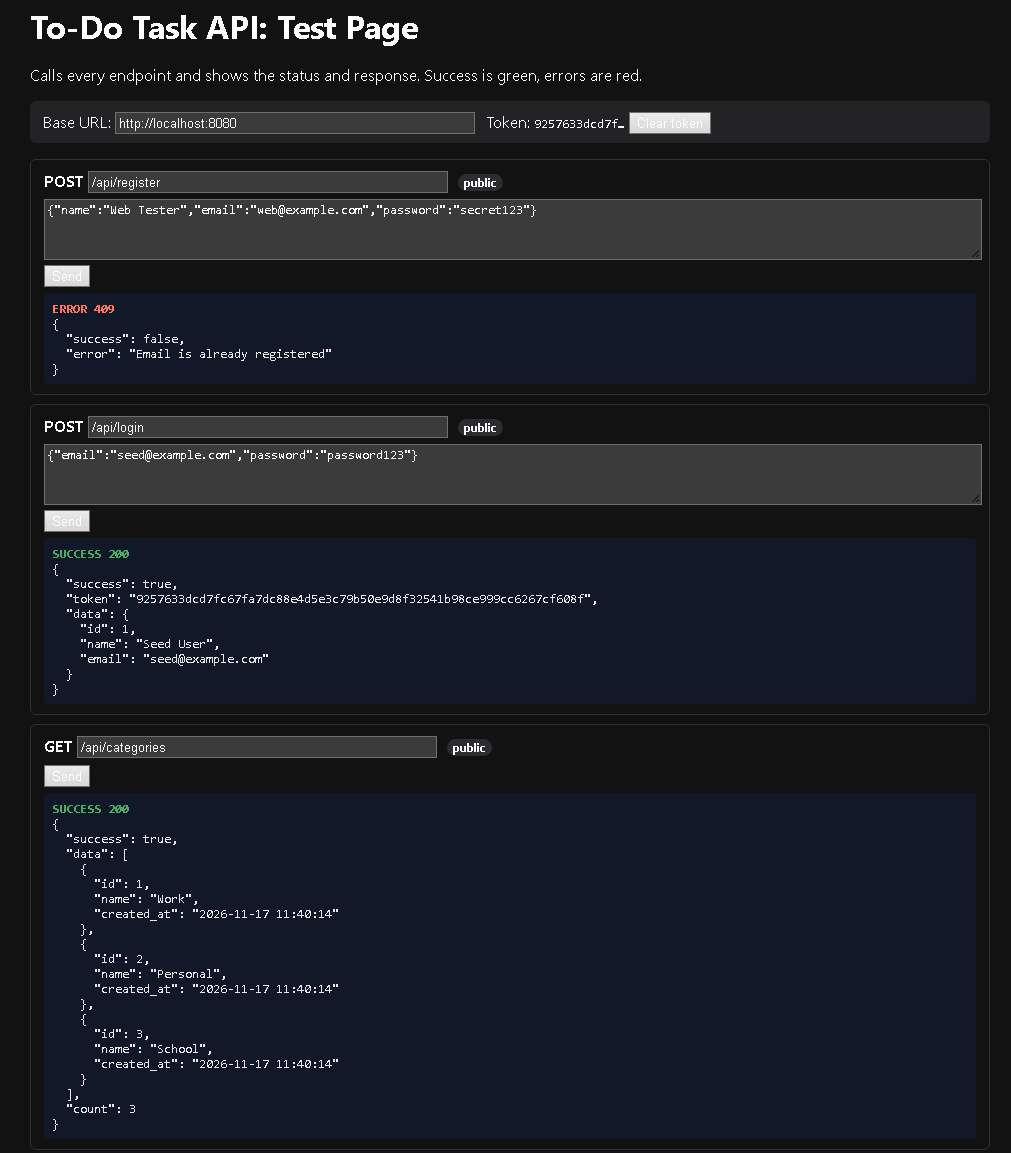 To-Do Task API: Test Page
Calls every endpoint and shows the status and response. Success is green, errors are red.
Base URL: http://localhost:8080 Token: 9257633dcd7f… Clear token
POST /api/register public
{"name":"Web Tester","email":"web@example.com","password":"secret123"}
Send
ERROR 409
{
  "success": false,
  "error": "Email is already registered"
}
POST /api/login public
{"email":"seed@example.com","password":"password123"}
Send
SUCCESS 200
{
  "success": true,
  "token": "9257633dcd7fc67fa7dc88e4d5e3c79b50e9d8f32541b98ce999cc6267cf608f",
  "data": {
    "id": 1,
    "name": "Seed User",
    "email": "seed@example.com"
  }
}
GET /api/categories public
Send
SUCCESS 200
{
  "success": true,
  "data": [
    {
      "id": 1,
      "name": "Work",
      "created_at": "2026-11-17 11:40:14"
    },
    {
      "id": 2,
      "name": "Personal",
      "created_at": "2026-11-17 11:40:14"
    },
    {
      "id": 3,
      "name": "School",
      "created_at": "2026-11-17 11:40:14"
    }
  ],
  "count": 3
}